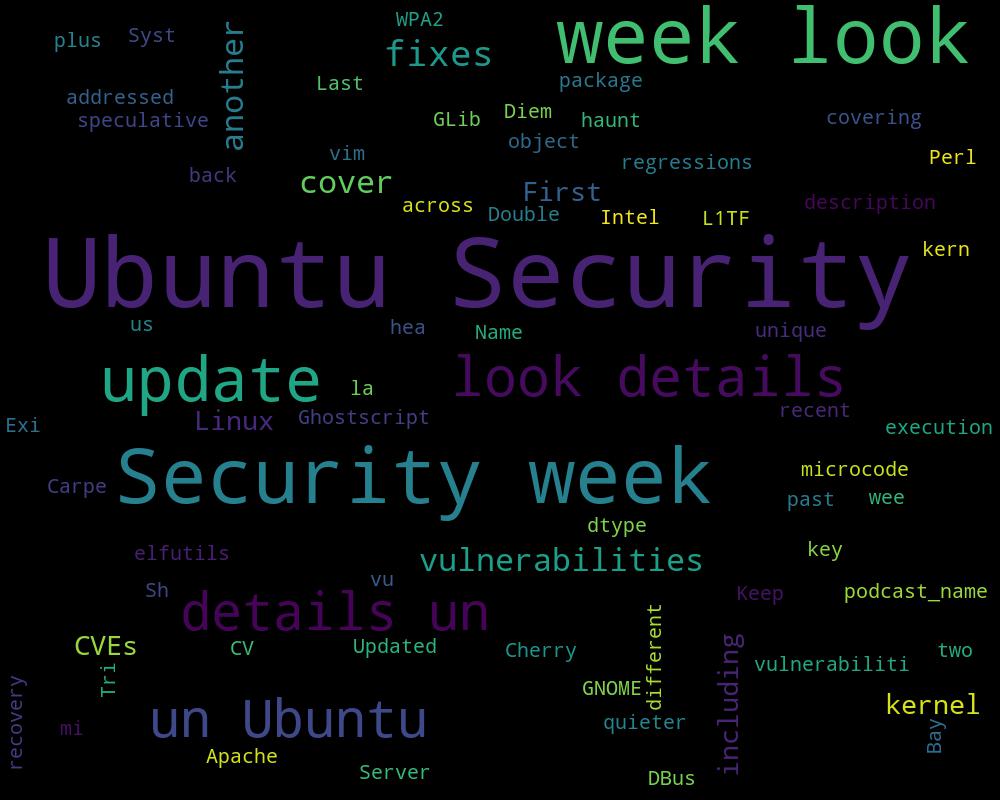 week look
WPA2
plus
Syst
another
fixes
Last
package
addressed
speculative
GLib
Diem
haunt
covering
object
vim
regressions
Perl
back
cover
First
across
Double
Intel
L1TF
description
kern
Ubuntu Security
us
hea
Name
unique
update
la
look details
Linux
Ghostscript
recent
Exi
execution
Carpe
Security week
microcode
past
wee
dtype
elfutils
vulnerabilities
key
Sh
vu
Keep
podcast_name
details un
different
CVEs
CV
Updated
Cherry
including
vulnerabiliti
two
Tri
GNOME
kernel
recovery
mi
un Ubuntu
quieter
Bay
Apache
Server
DBus